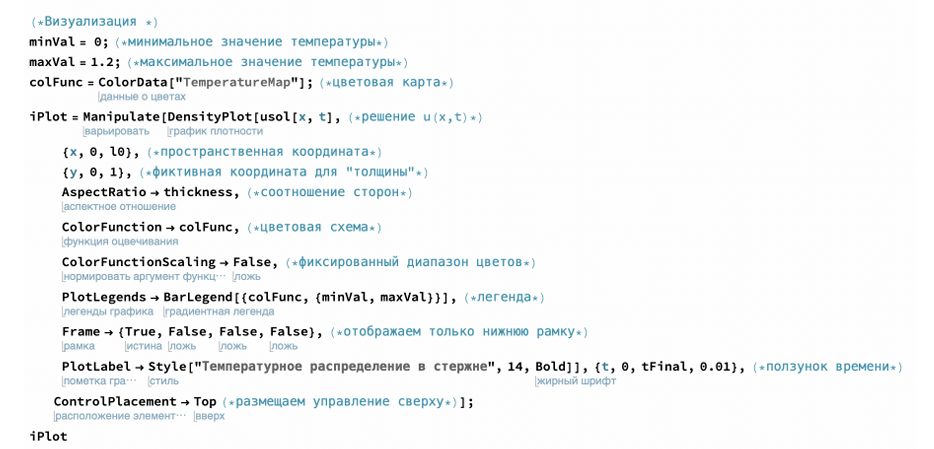 (*Визуализация *)
minVal = 0; (*минимальное значение температуры*)
maxVal = 1.2; (*максимальное значение температуры*)
colFunc = ColorData["TemperatureMap"]; (*цветовая карта*)
данные о цветах
iPlot = Manipulate[DensityPlot[usol[x, t], (*решение u(x,t)*)
варьировать график плотности
{x, 0, l0}, (*пространственная координата*)
{y, 0, 1}, (*фиктивная координата для "толщины"*)
AspectRatio → thickness, (*соотношение сторон*)
аспектное отношение
ColorFunction → colFunc, (*цветовая схема*)
функция оцвечивания
ColorFunctionScaling → False, (*фиксированный диапазон цветов*)
нормировать аргумент функц⋯ ложь
PlotLegends → BarLegend[{colFunc, {minVal, maxVal}}], (*легенда*)
легенды графика градиентная легенда
Frame → {True, False, False, False}, (*отображаем только нижнюю рамку*)
рамка истина ложь ложь ложь
PlotLabel → Style["Температурное распределение в стержне", 14, Bold]], {t, 0, tFinal, 0.01}, (*ползунок времени*)
пометка гра⋯ стиль жирный шрифт
ControlPlacement → Top (*размещаем управление сверху*)];
расположение элемент⋯ вверх
iPlot